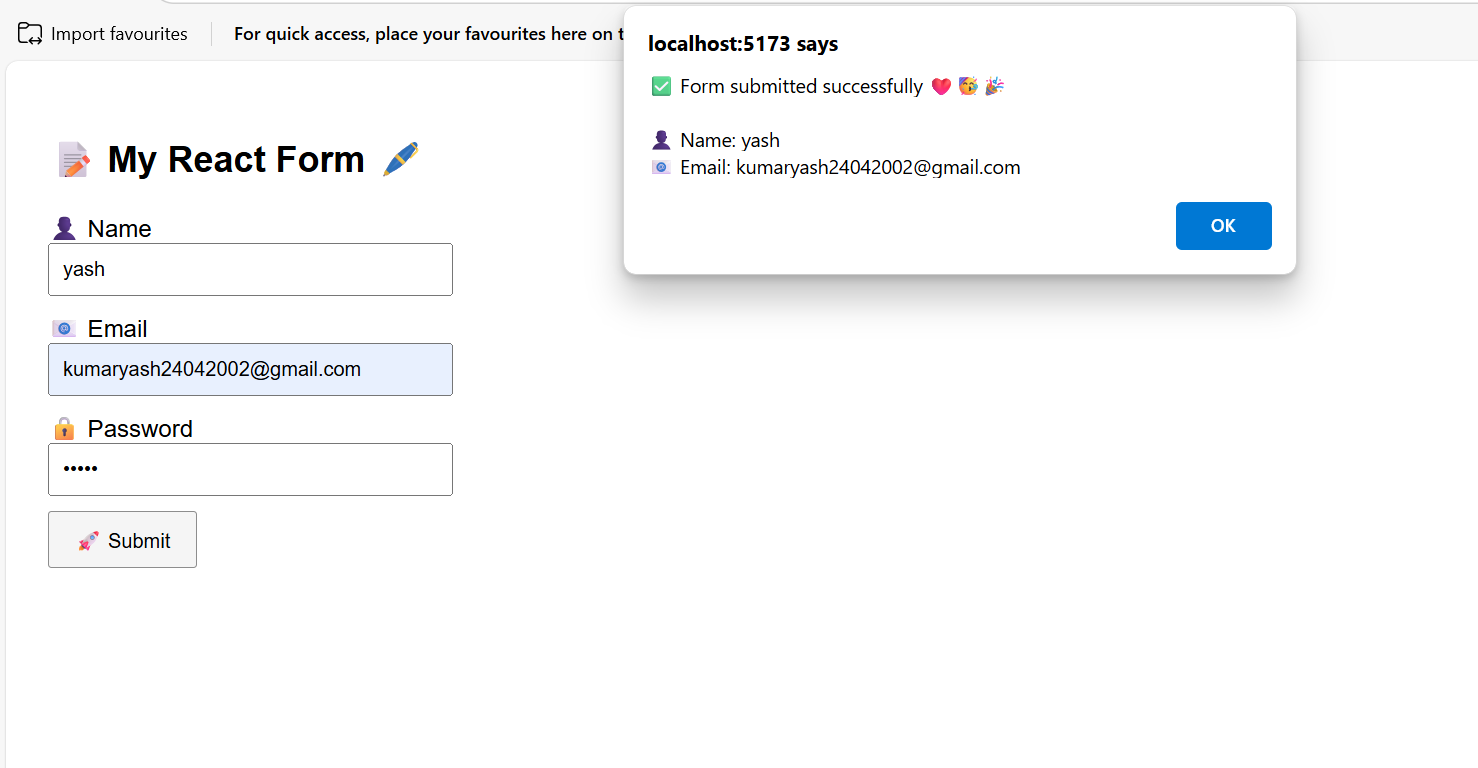 Import favourites
For quick access, place your favourites here on t
localhost:5173 says
✅ Form submitted successfully ❤️ 🥳 🎉
👤 Name: yash
📧 Email: kumaryash24042002@gmail.com
OK
📝 My React Form 🖊️
👤 Name
yash
📧 Email
kumaryash24042002@gmail.com
🔒 Password
•••••
🚀 Submit